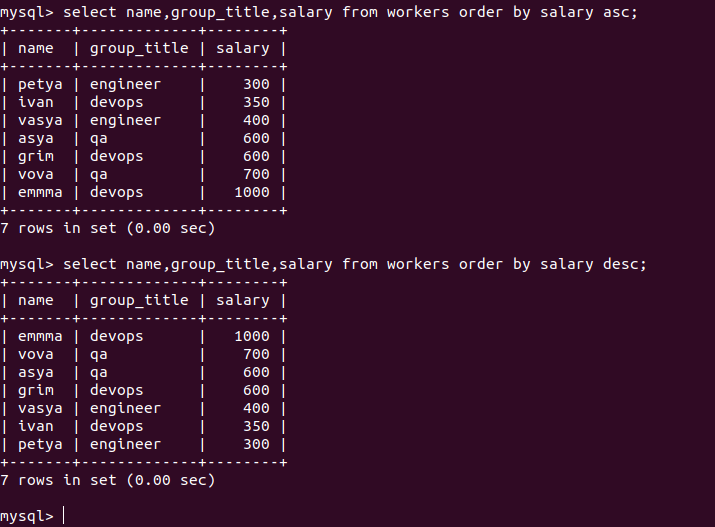 mysql> select name,group_title,salary from workers order by salary asc;
+-------+-------------+--------+
| name  | group_title | salary |
+-------+-------------+--------+
| petya | engineer    |    300 |
| ivan  | devops      |    350 |
| vasya | engineer    |    400 |
| asya  | qa          |    600 |
| grim  | devops      |    600 |
| vova  | qa          |    700 |
| emmma | devops      |   1000 |
+-------+-------------+--------+
7 rows in set (0.00 sec)

mysql> select name,group_title,salary from workers order by salary desc;
+-------+-------------+--------+
| name  | group_title | salary |
+-------+-------------+--------+
| emmma | devops      |   1000 |
| vova  | qa          |    700 |
| asya  | qa          |    600 |
| grim  | devops      |    600 |
| vasya | engineer    |    400 |
| ivan  | devops      |    350 |
| petya | engineer    |    300 |
+-------+-------------+--------+
7 rows in set (0.00 sec)

mysql>